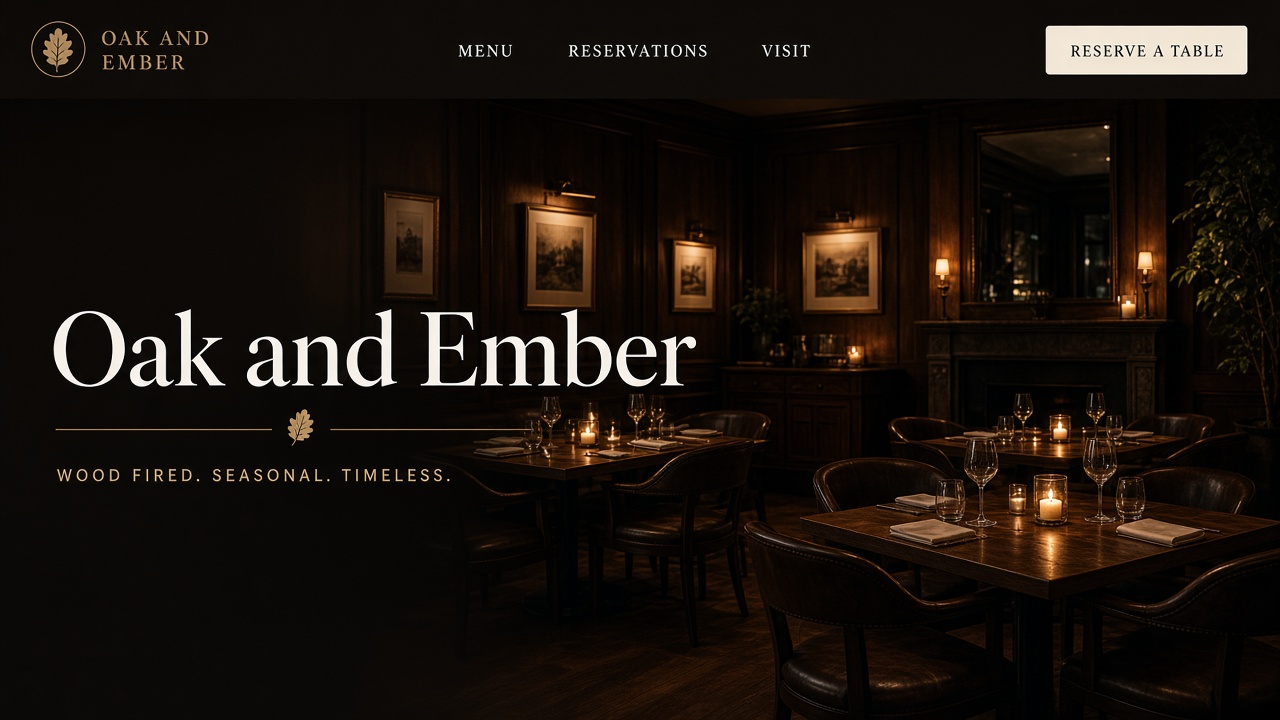 OAK AND
EMBER
MENU
RESERVATIONS
VISIT
RESERVE A TABLE
Oak and Ember
WOOD FIRED. SEASONAL. TIMELESS.